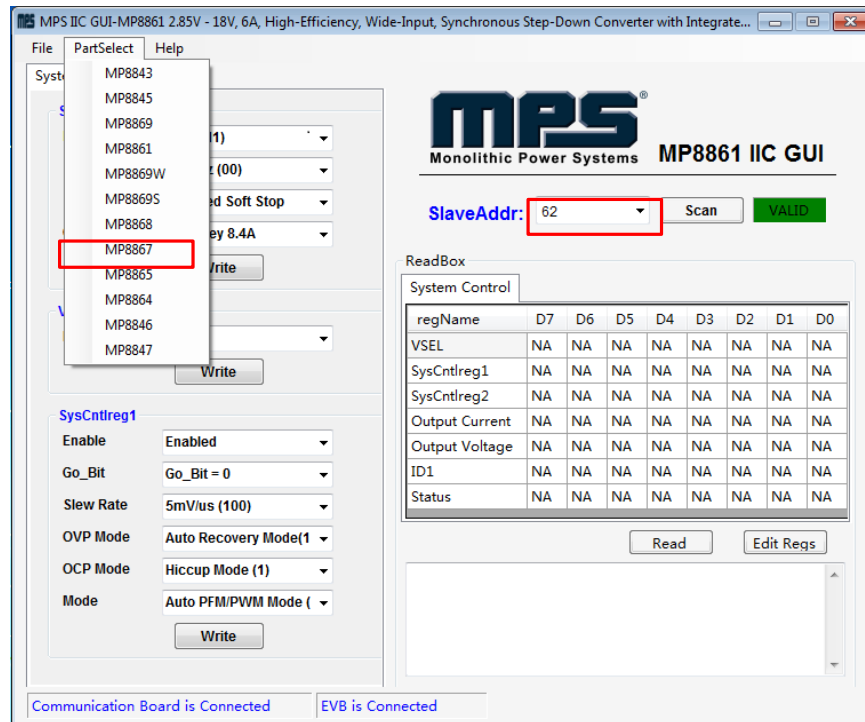 MPS IIC GUI-MP8861 2.85V - 18V, 6A, High-Efficiency, Wide-Input, Synchronous Step-Down Converter with Integrate...
File PartSelect Help
Syst
MP8843
MP8845
MP8869
MP8861
MP8869W
MP8869S
MP8868
MP8867
MP8865
MP8864
MP8846
MP8847
S
(00)
ed Soft Stop
ey 8.4A
Write
V
Write
SysCntlreg1
Enable Enabled
Go_Bit Go_Bit = 0
Slew Rate 5mV/us (100)
OVP Mode Auto Recovery Mode(1
OCP Mode Hiccup Mode (1)
Mode Auto PFM/PWM Mode (
Write
mps®
Monolithic Power Systems MP8861 IIC GUI
SlaveAddr: 62 Scan VALID
ReadBox
System Control
regName D7 D6 D5 D4 D3 D2 D1 D0
VSEL NA NA NA NA NA NA NA NA
SysCntlreg1 NA NA NA NA NA NA NA NA
SysCntlreg2 NA NA NA NA NA NA NA NA
Output Current NA NA NA NA NA NA NA NA
Output Voltage NA NA NA NA NA NA NA NA
ID1 NA NA NA NA NA NA NA NA
Status NA NA NA NA NA NA NA NA
Read Edit Regs
Communication Board is Connected EVB is Connected